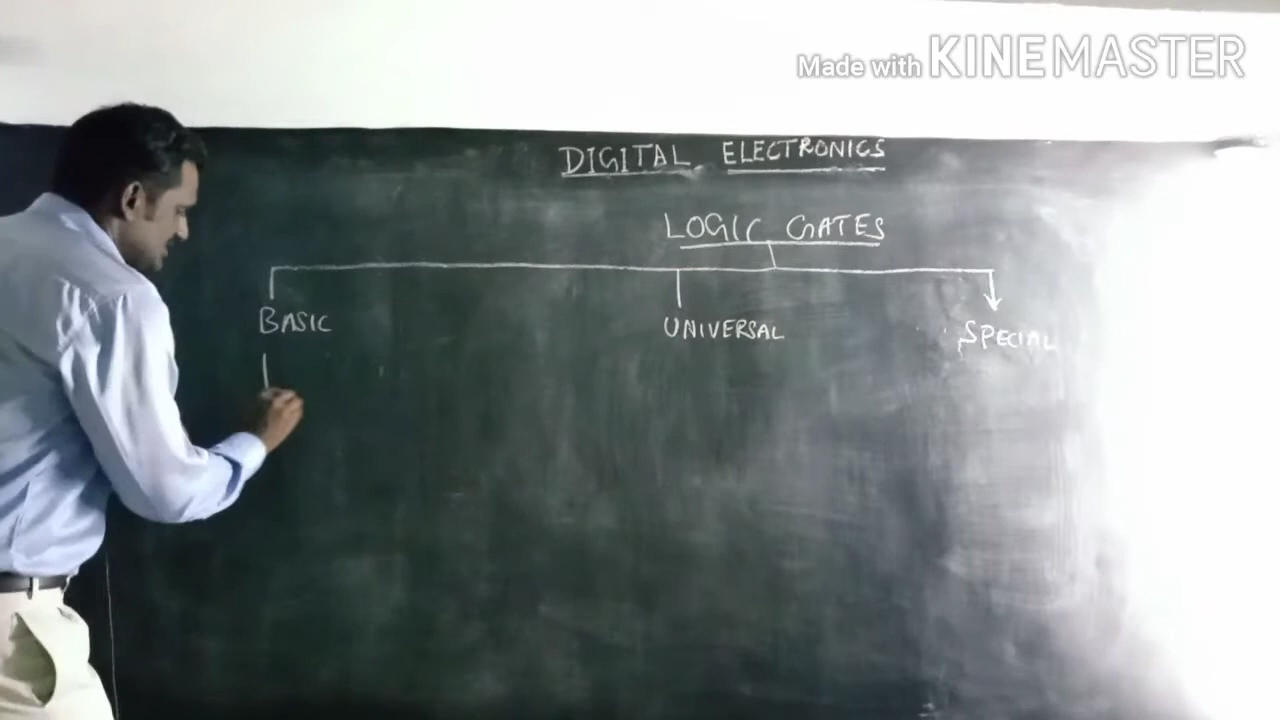 Made with KINEMASTER
DIGITAL ELECTRONICS
LOGIC GATES
BASIC UNIVERSAL SPECIAL